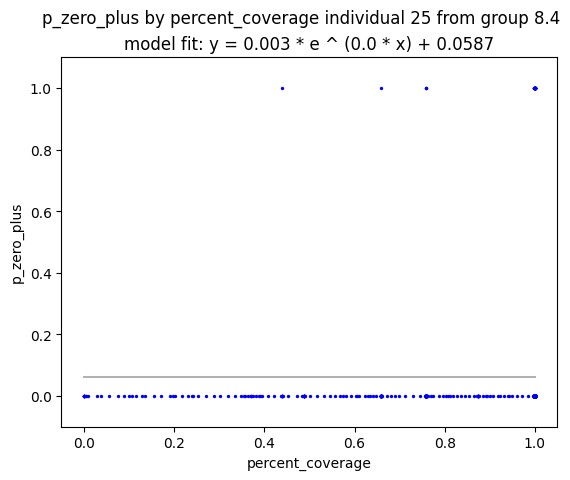 p_zero_plus by percent_coverage individual 25 from group 8.4
model fit: y = 0.003 * e ^ (0.0 * x) + 0.0587
1.0
0.8
0.6
0.4
0.2
0.0
p_zero_plus
0.0 0.2 0.4 0.6 0.8 1.0
percent_coverage